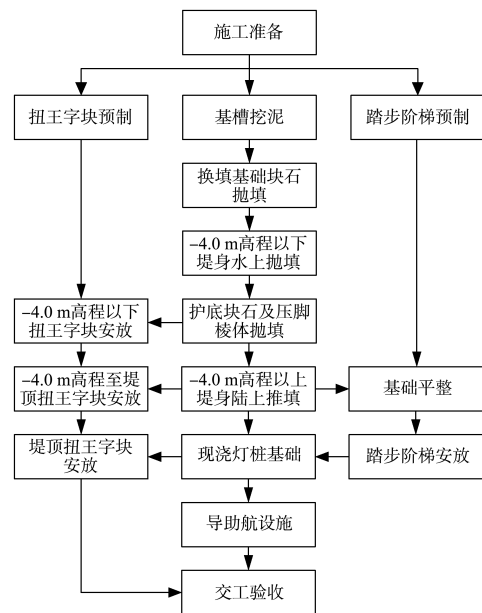 施工准备
扭王字块预制
基槽挖泥
踏步阶梯预制
换填基础块石
抛填
-4.0 m高程以下
堤身水上抛填
-4.0 m高程以下
扭王字块安放
护底块石及压脚
棱体抛填
-4.0 m高程至堤
顶扭王字块安放
-4.0 m高程以上
堤身陆上推填
基础平整
堤顶扭王字块
安放
现浇灯桩基础
踏步阶梯安放
导助航设施
交工验收